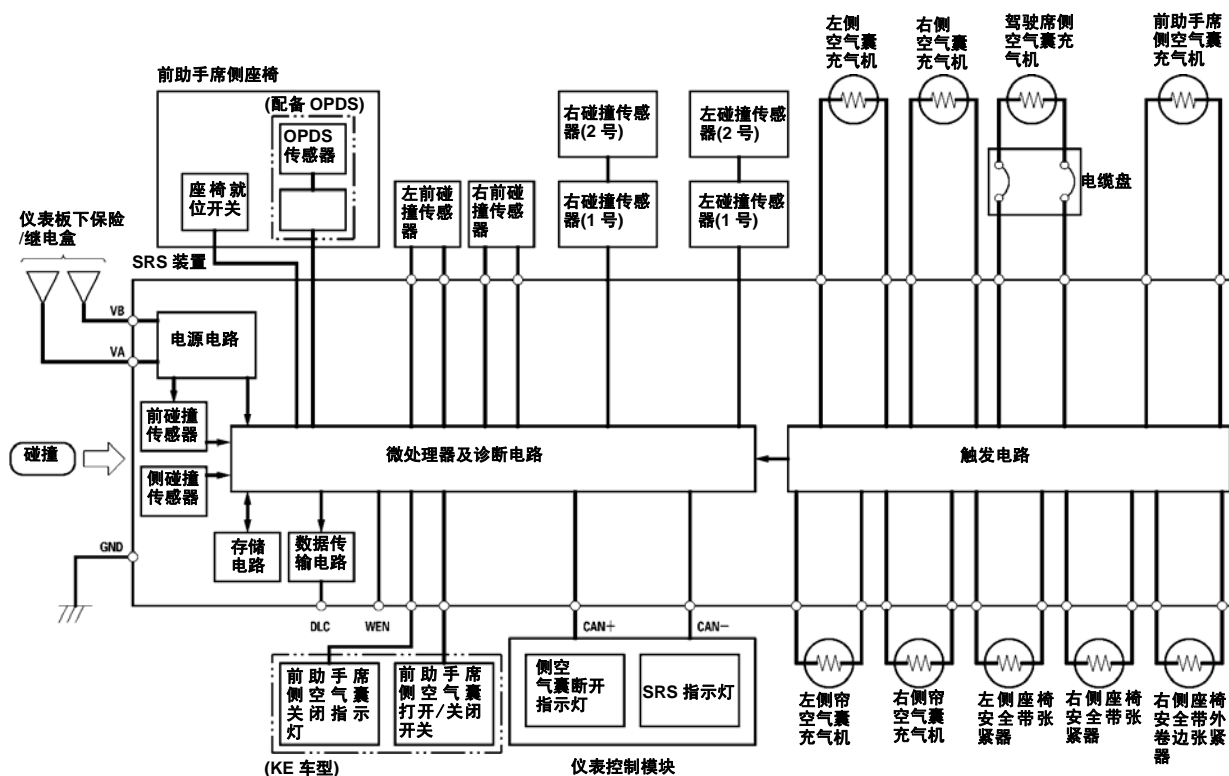 左侧
空气囊
充气机
右侧
空气囊
充气机
驾驶席侧
空气囊充
气机
前助手席
侧空气囊
充气机
前助手席侧座椅
(配备 OPDS)
OPDS
传感器
座椅就
位开关
左前碰
撞传感
器
右前碰
撞传感
器
右碰撞传感
器(2 号)
右碰撞传感
器(1 号)
左碰撞传感
器(2 号)
左碰撞传感
器(1 号)
电缆盘
仪表板下保险
/继电盒
SRS 装置
VB
VA
电源电路
前碰撞
传感器
侧碰撞
传感器
碰撞
微处理器及诊断电路
触发电路
存储
电路
数据传
输电路
GND
DLC
WEN
CAN+
CAN−
前助手席
侧空气囊
关闭指示
灯
前助手席
侧空气囊
打开/关闭
开关
(KE 车型)
侧空
气囊断开
指示灯
SRS 指示灯
仪表控制模块
左侧帘
空气囊
充气机
右侧帘
空气囊
充气机
左侧座椅
安全带张
紧器
右侧座椅
安全带张
紧器
右侧座椅
安全带外
卷边张紧
器